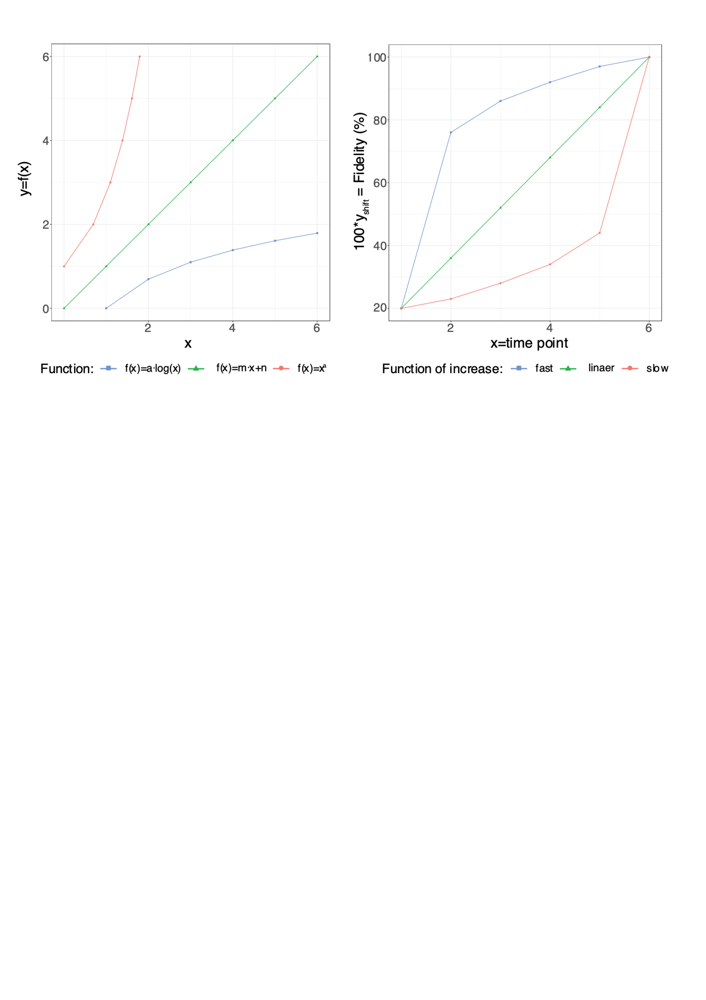 6
4
2
0
y=f(x)
2 4 6
x
Function: f(x)=a·log(x) f(x)=m·x+n f(x)=xᵃ
100
80
60
40
20
100*yshift = Fidelity (%)
2 4 6
x=time point
Function of increase: fast linaer slow